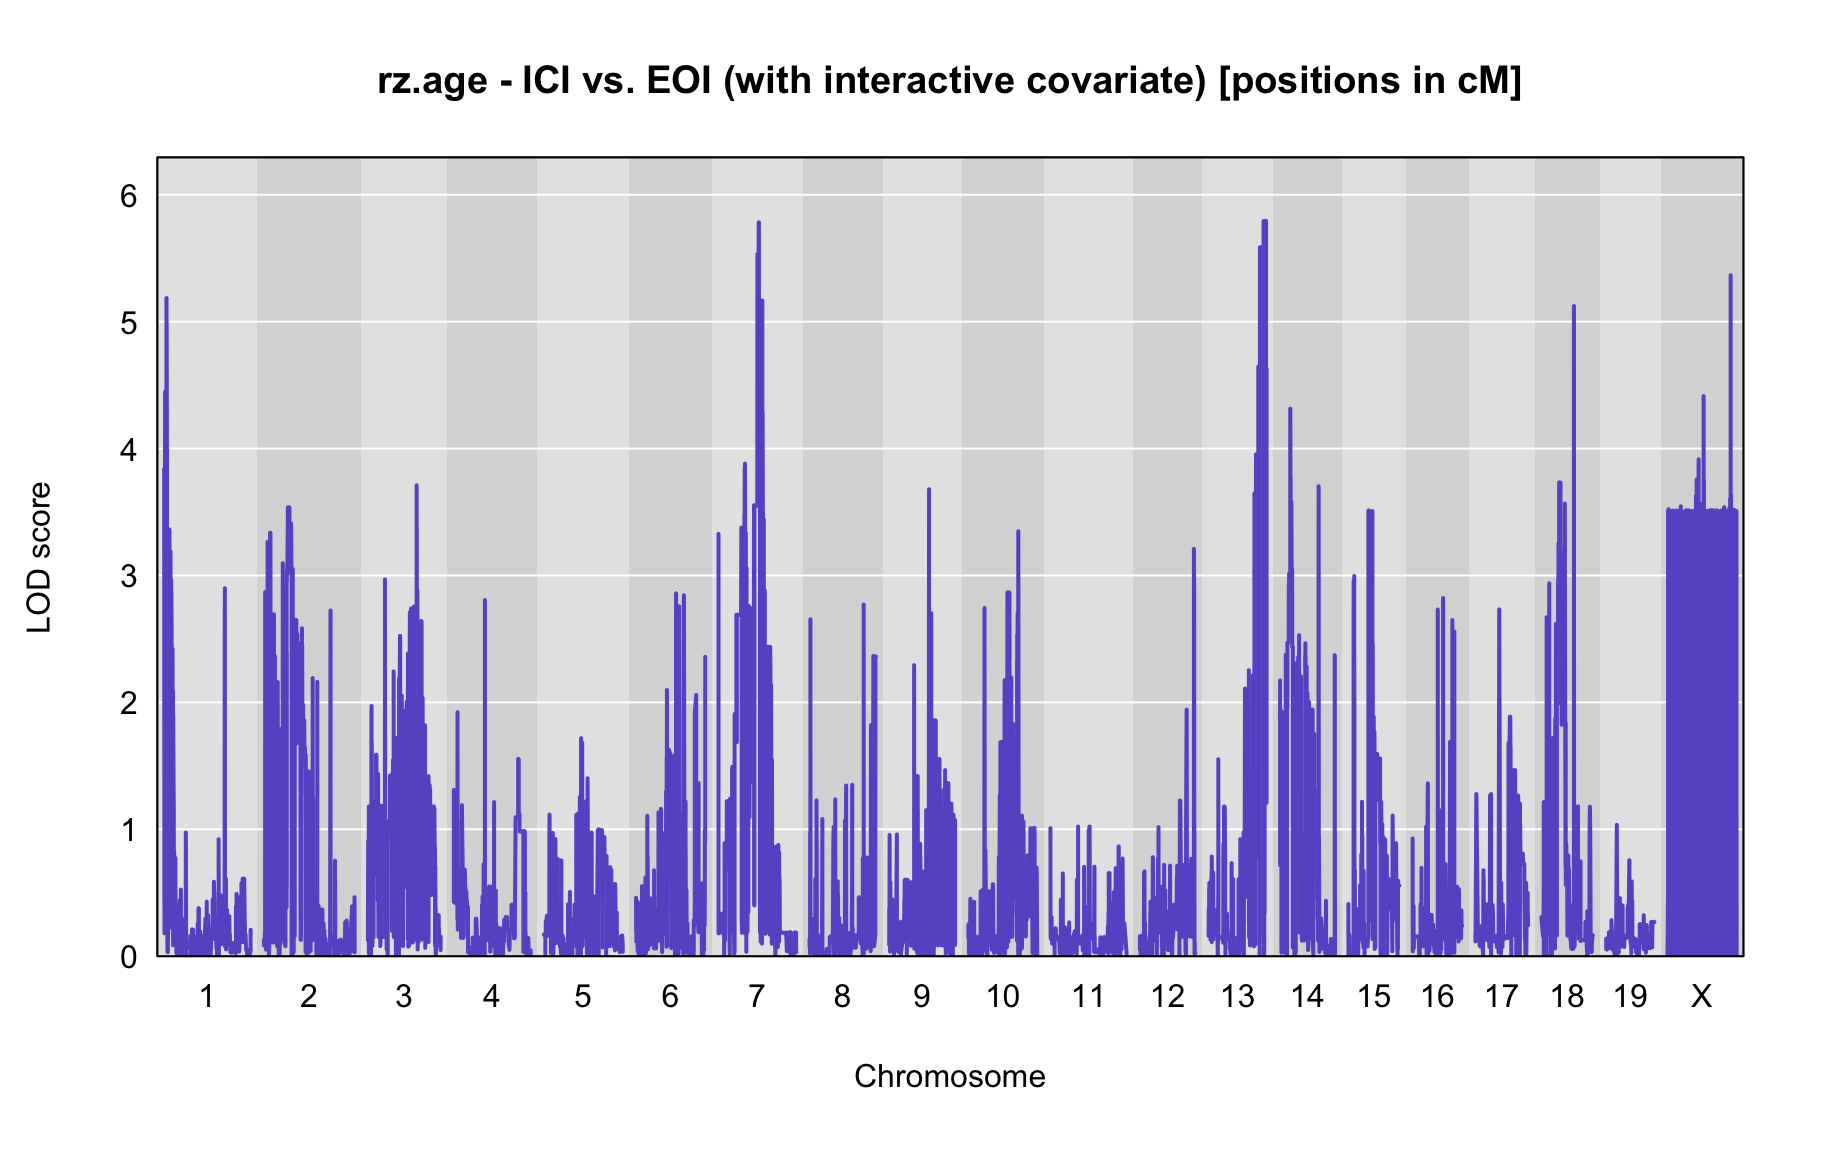 rz.age - ICI vs. EOI (with interactive covariate) [positions in cM]
6
5
4
3
2
1
0
LOD score
1 2 3 4 5 6 7 8 9 10 11 12 13 14 15 16 17 18 19 X
Chromosome